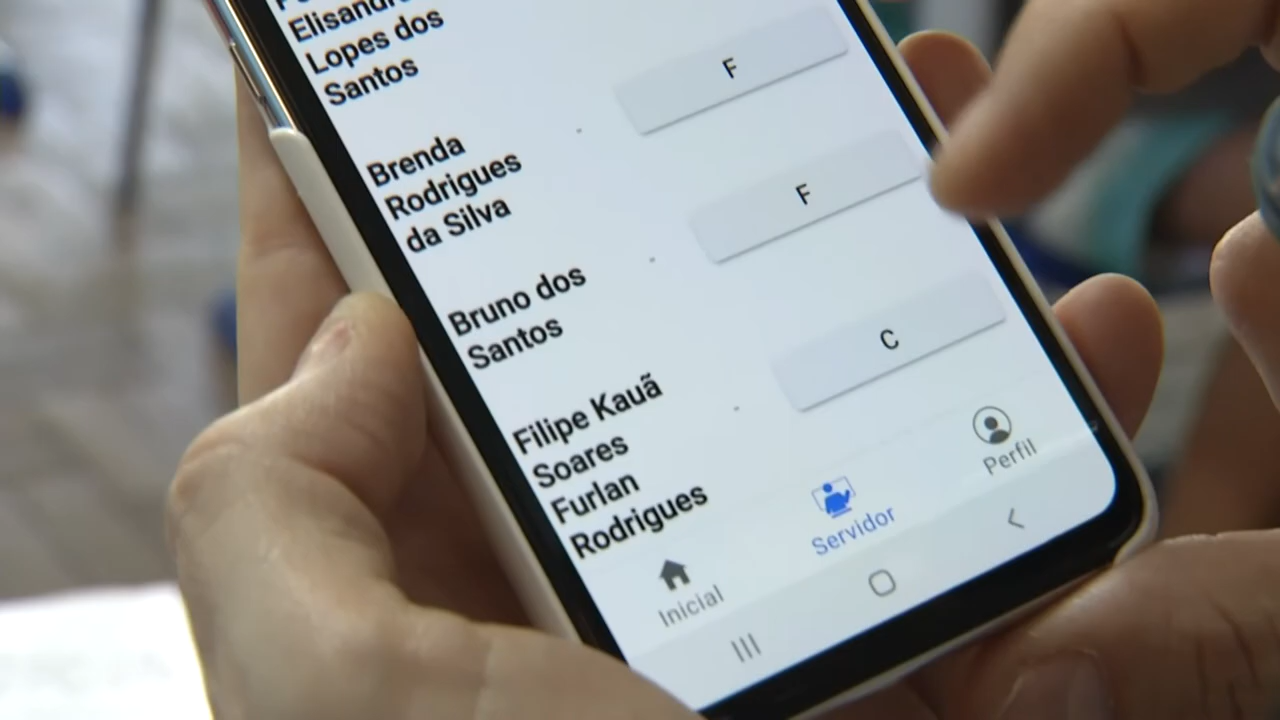 Elisandra
Lopes dos
Santos
F
Brenda
Rodrigues
da Silva
F
Bruno dos
Santos
C
Filipe Kauã
Soares
Furlan
Rodrigues
Inicial
Servidor
Perfil